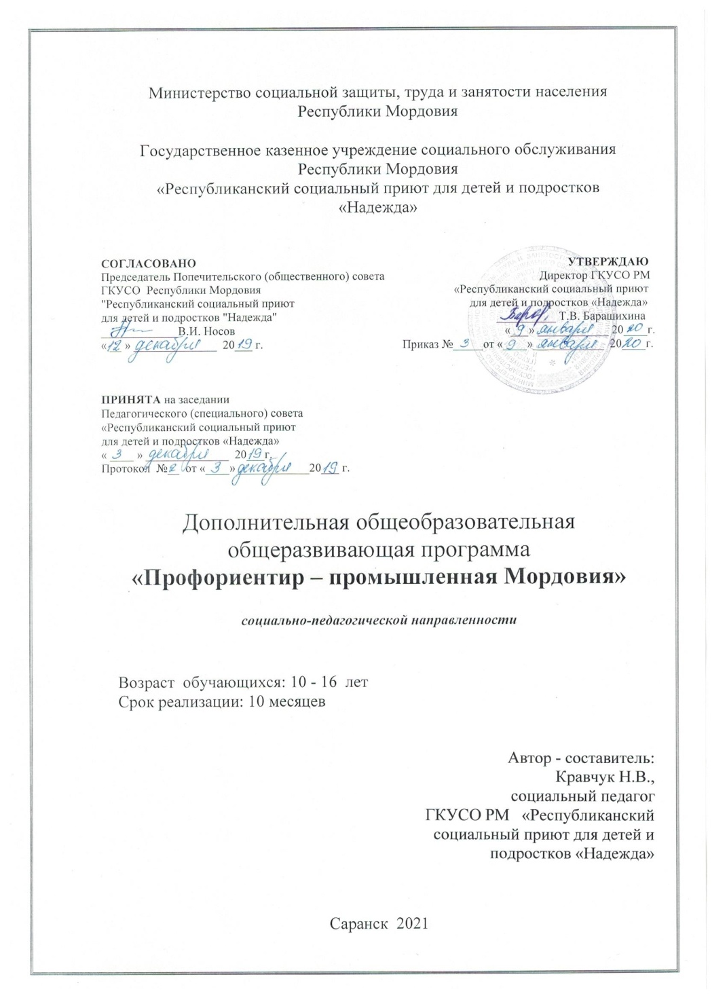 Министерство социальной защиты, труда и занятости населения
Республики Мордовия
Государственное казенное учреждение социального обслуживания
Республики Мордовия
«Республиканский социальный приют для детей и подростков
«Надежда»
СОГЛАСОВАНО
Председатель Попечительского (общественного) совета
ГКУСО Республики Мордовия
"Республиканский социальный приют
для детей и подростков "Надежда"
В.И. Носов
«12» декабря 2019 г.
УТВЕРЖДАЮ
Директор ГКУСО РМ
«Республиканский социальный приют
для детей и подростков «Надежда»
Т.В. Барашихина
«9» января 2020 г.
Приказ № 3 от «9» января 2020 г.
ПРИНЯТА на заседании
Педагогического (специального) совета
«Республиканский социальный приют
для детей и подростков «Надежда»
«3» декабря 2019 г.
Протокол №2 от «3» декабря 2019 г.
Дополнительная общеобразовательная
общеразвивающая программа
«Профориентир – промышленная Мордовия»
социально-педагогической направленности
Возраст обучающихся: 10 - 16 лет
Срок реализации: 10 месяцев
Автор - составитель:
Кравчук Н.В.,
социальный педагог
ГКУСО РМ «Республиканский
социальный приют для детей и
подростков «Надежда»
Саранск 2021